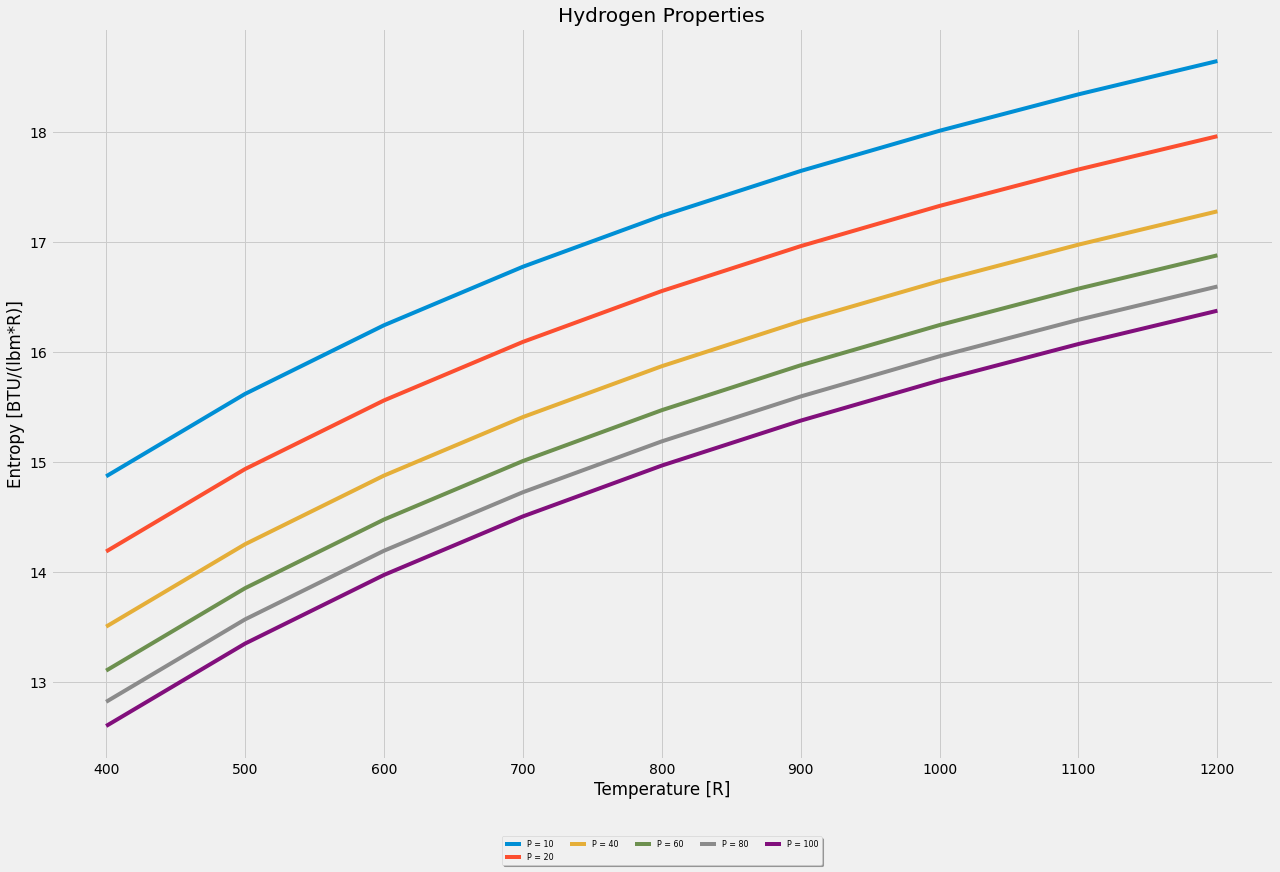 Hydrogen Properties
Entropy [BTU/(lbm*R)]
18
17
16
15
14
13
400 500 600 700 800 900 1000 1100 1200
Temperature [R]
P = 10 P = 40 P = 60 P = 80 P = 100
P = 20